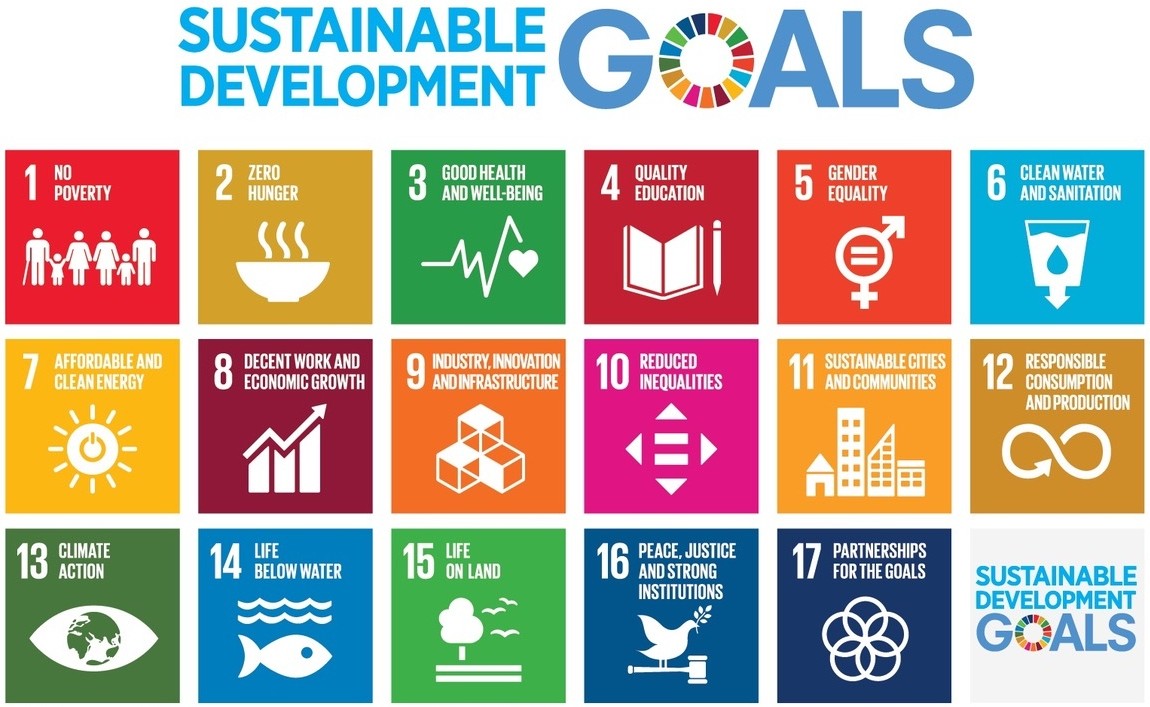 SUSTAINABLE
DEVELOPMENT GOALS
1 NO
POVERTY
2 ZERO
HUNGER
3 GOOD HEALTH
AND WELL-BEING
4 QUALITY
EDUCATION
5 GENDER
EQUALITY
6 CLEAN WATER
AND SANITATION
7 AFFORDABLE AND
CLEAN ENERGY
8 DECENT WORK AND
ECONOMIC GROWTH
9 INDUSTRY, INNOVATION
AND INFRASTRUCTURE
10 REDUCED
INEQUALITIES
11 SUSTAINABLE CITIES
AND COMMUNITIES
12 RESPONSIBLE
CONSUMPTION
AND PRODUCTION
13 CLIMATE
ACTION
14 LIFE
BELOW WATER
15 LIFE
ON LAND
16 PEACE, JUSTICE
AND STRONG
INSTITUTIONS
17 PARTNERSHIPS
FOR THE GOALS
SUSTAINABLE
DEVELOPMENT
GOALS